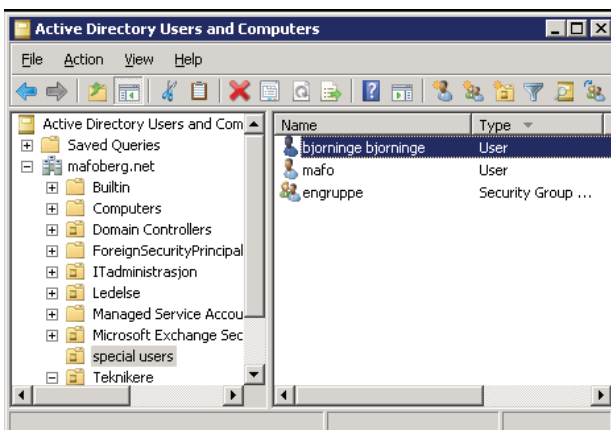 Active Directory Users and Computers
File Action View Help
Active Directory Users and Com
Saved Queries
mafoberg.net
Builtin
Computers
Domain Controllers
ForeignSecurityPrincipal
ITadministrasjon
Ledelse
Managed Service Accou
Microsoft Exchange Sec
special users
Teknikere
Name Type
bjorninge bjorninge User
mafo User
engruppe Security Group ...